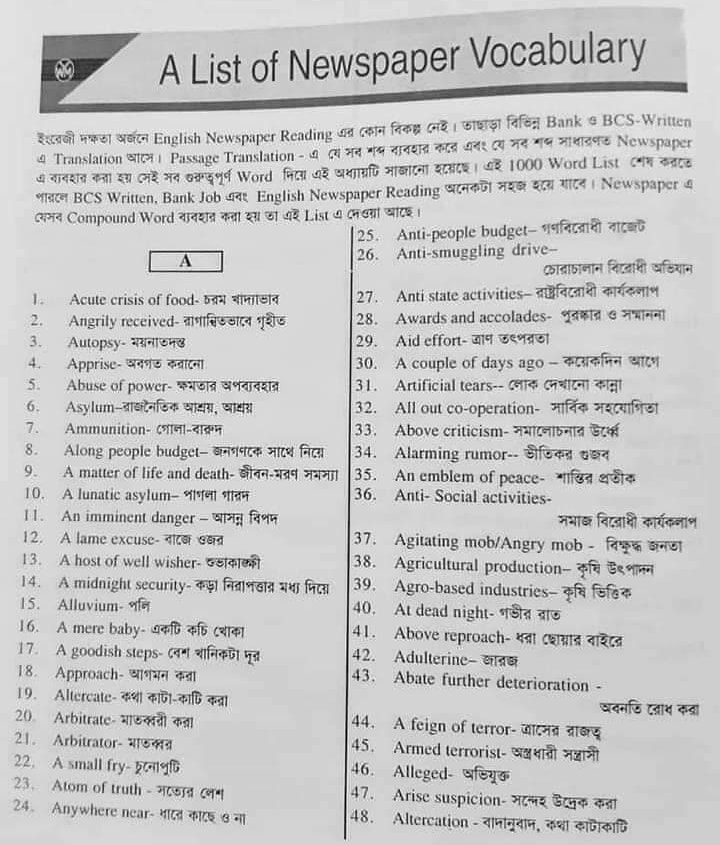 A List of Newspaper Vocabulary
ইংরেজী দক্ষতা অর্জনে English Newspaper Reading এর কোন বিকল্প নেই। তাছাড়া বিভিন্ন Bank ও BCS-Written
এ Translation আসে। Passage Translation - এ যে সব শব্দ ব্যবহার করে এবং যে সব শব্দ সাধারণত Newspaper
এ ব্যবহার করা হয় সেই সব গুরুত্বপূর্ণ Word দিয়ে এই অধ্যায়টি সাজানো হয়েছে। এই 1000 Word List শেষ করতে
পারলে BCS Written, Bank Job এবং English Newspaper Reading অনেকটা সহজ হয়ে যাবে। Newspaper এ
যেসব Compound Word ব্যবহার করা হয় তা এই List এ দেওয়া আছে।
A
1. Acute crisis of food- চরম খাদ্যাভাব
2. Angrily received- রাগান্বিতভাবে গৃহীত
3. Autopsy- ময়নাতদন্ত
4. Apprise- অবগত করানো
5. Abuse of power- ক্ষমতার অপব্যবহার
6. Asylum–রাজনৈতিক আশ্রয়, আশ্রয়
7. Ammunition- গোলা-বারুদ
8. Along people budget– জনগণকে সাথে নিয়ে
9. A matter of life and death- জীবন-মরণ সমস্যা
10. A lunatic asylum– পাগলা গারদ
11. An imminent danger – আসন্ন বিপদ
12. A lame excuse- বাজে ওজর
13. A host of well wisher- শুভাকাঙ্ক্ষী
14. A midnight security- কড়া নিরাপত্তার মধ্য দিয়ে
15. Alluvium- পলি
16. A mere baby- একটি কচি খোকা
17. A goodish steps- বেশ খানিকটা দূর
18. Approach- আগমন করা
19. Altercate- কথা কাটা-কাটি করা
20. Arbitrate- মাতব্বরী করা
21. Arbitrator- মাতব্বর
22. A small fry- চুনোপুটি
23. Atom of truth - সত্যের লেশ
24. Anywhere near- ধারে কাছে ও না
25. Anti-people budget– গণবিরোধী বাজেট
26. Anti-smuggling drive–
চোরাচালান বিরোধী অভিযান
27. Anti state activities– রাষ্ট্রবিরোধী কার্যকলাপ
28. Awards and accolades- পুরস্কার ও সম্মাননা
29. Aid effort- ত্রাণ তৎপরতা
30. A couple of days ago – কয়েকদিন আগে
31. Artificial tears-- লোক দেখানো কান্না
32. All out co-operation- সার্বিক সহযোগিতা
33. Above criticism- সমালোচনার উর্ধ্বে
34. Alarming rumor-- ভীতিকর গুজব
35. An emblem of peace- শান্তির প্রতীক
36. Anti- Social activities-
সমাজ বিরোধী কার্যকলাপ
37. Agitating mob/Angry mob - বিক্ষুদ্ধ জনতা
38. Agricultural production– কৃষি উৎপাদন
39. Agro-based industries– কৃষি ভিত্তিক
40. At dead night- গভীর রাত
41. Above reproach- ধরা ছোয়ার বাইরে
42. Adulterine– জারজ
43. Abate further deterioration -
অবনতি রোধ করা
44. A feign of terror- ত্রাসের রাজত্ব
45. Armed terrorist- অস্ত্রধারী সন্ত্রাসী
46. Alleged- অভিযুক্ত
47. Arise suspicion- সন্দেহ উদ্রেক করা
48. Altercation - বাদানুবাদ, কথা কাটাকাটি